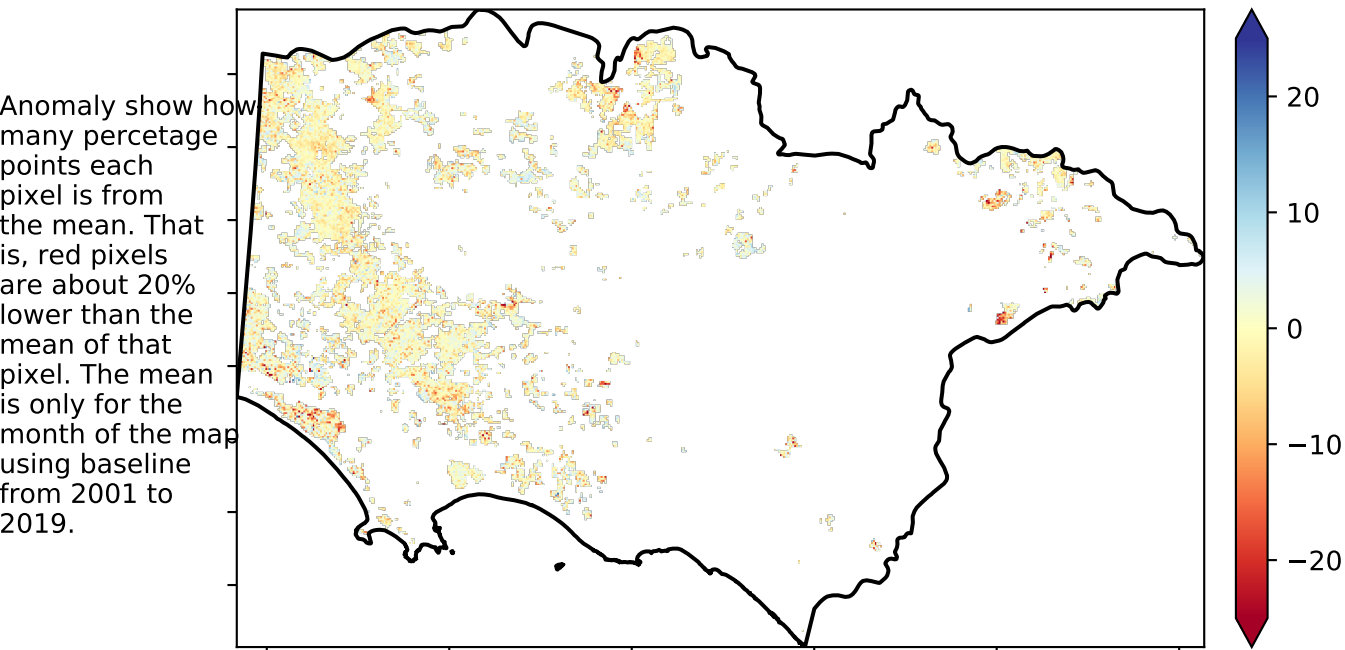 Anomaly show how
many percetage
points each
pixel is from
the mean. That
is, red pixels
are about 20%
lower than the
mean of that
pixel. The mean
is only for the
month of the map
using baseline
from 2001 to
2019.
20
10
0
−10
−20